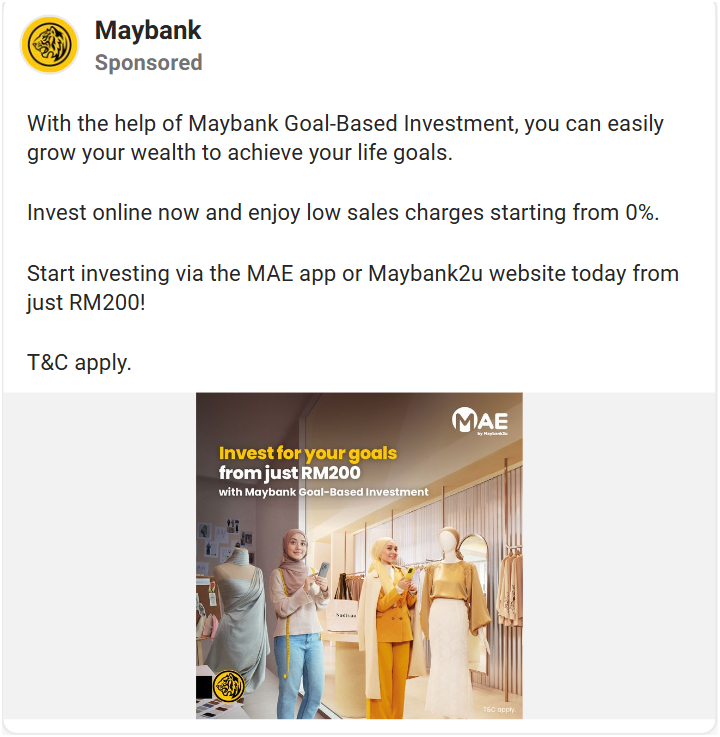 Maybank
Sponsored
With the help of Maybank Goal-Based Investment, you can easily
grow your wealth to achieve your life goals.
Invest online now and enjoy low sales charges starting from 0%.
Start investing via the MAE app or Maybank2u website today from
just RM200!
T&C apply.
MAE
by Maybank2u
Invest for your goals
from just RM200
with Maybank Goal-Based Investment
T&C apply